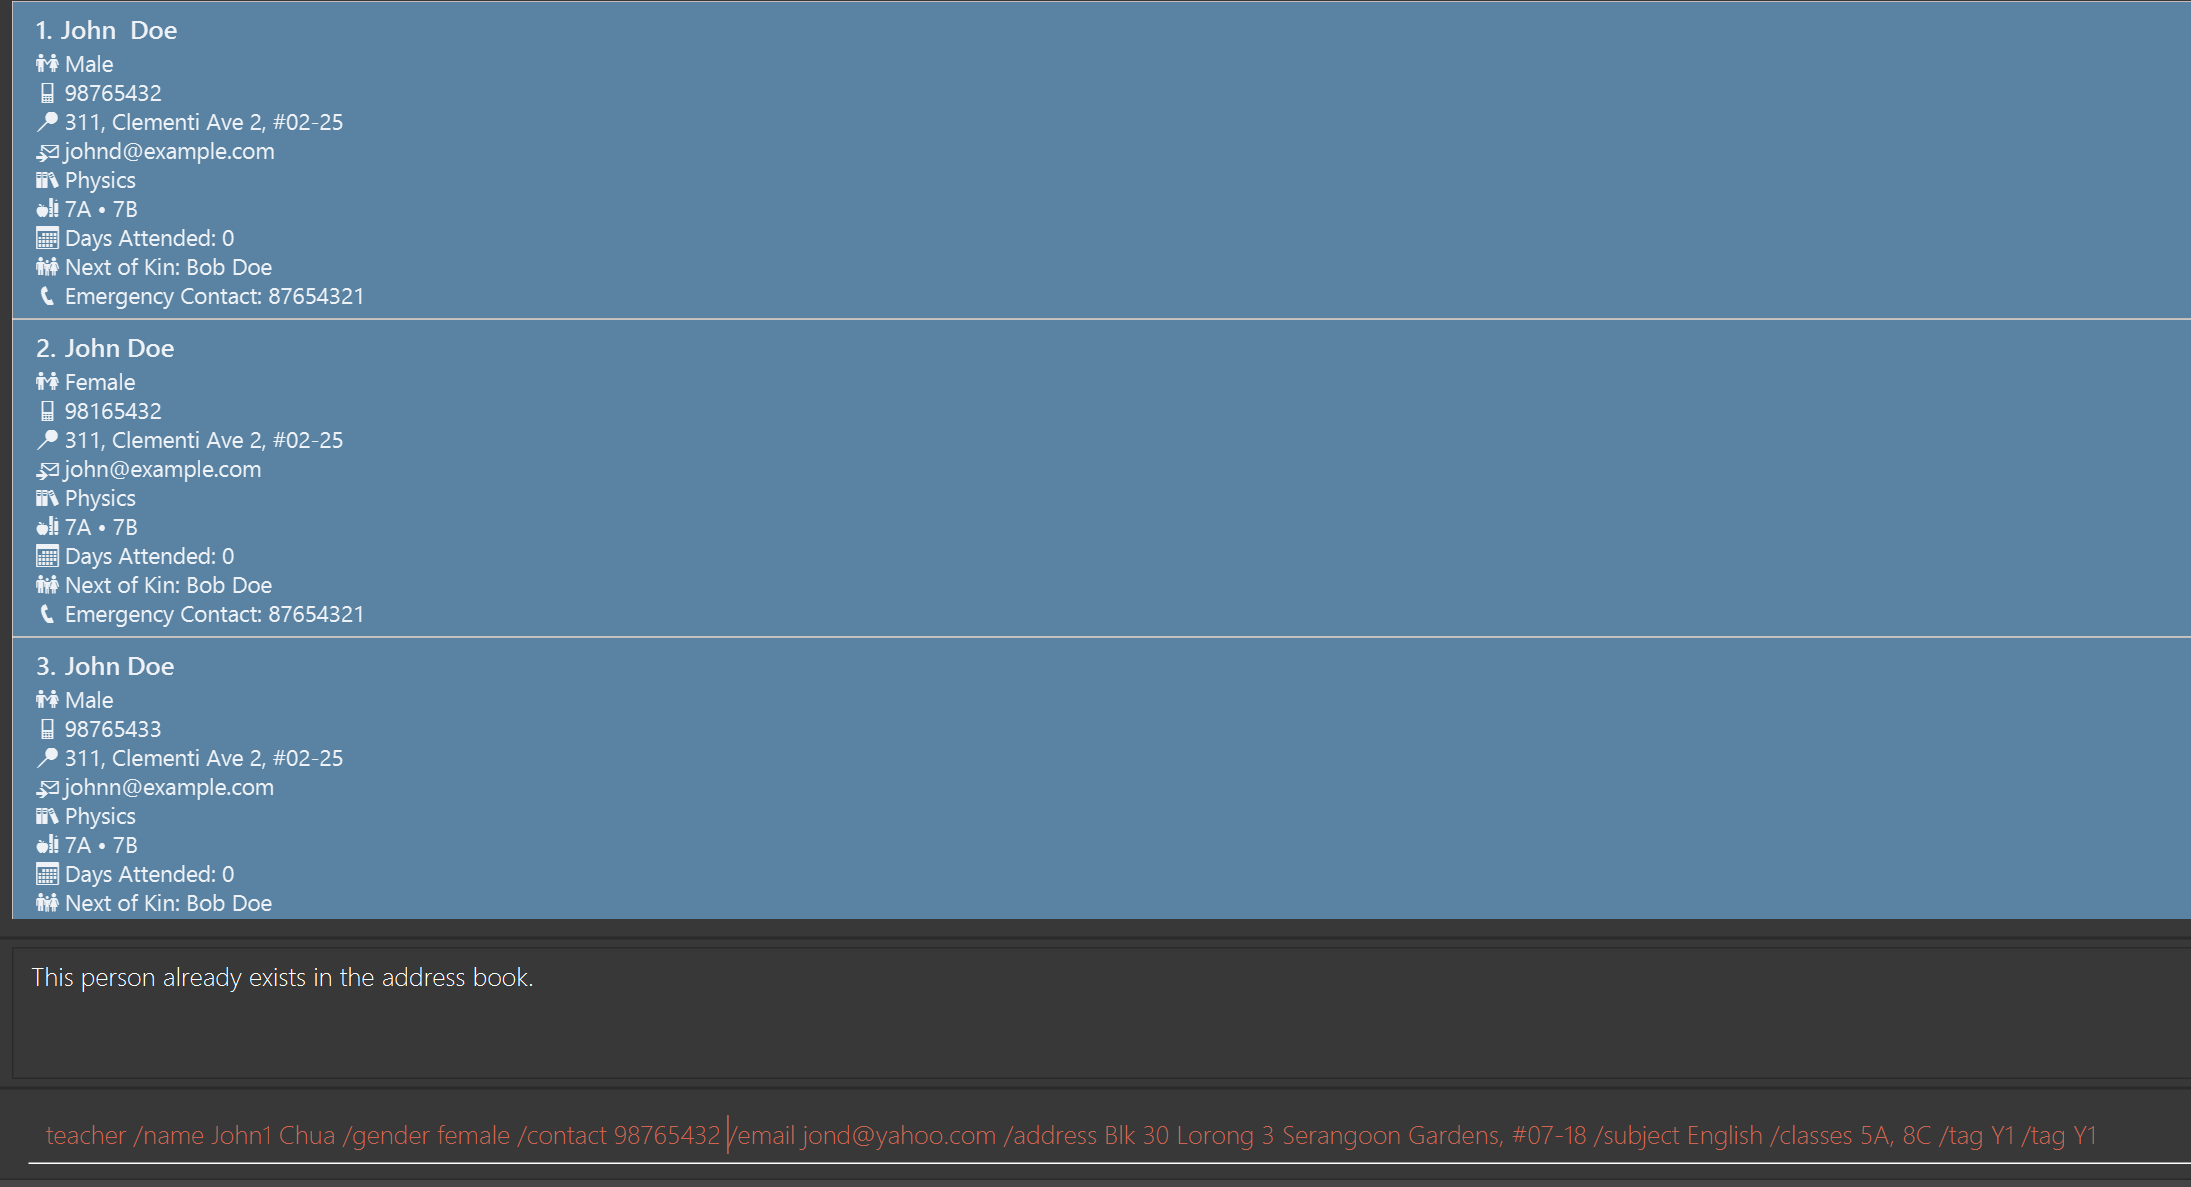 1. John  Doe
Male
98765432
311, Clementi Ave 2, #02-25
johnd@example.com
Physics
7A • 7B
Days Attended: 0
Next of Kin: Bob Doe
Emergency Contact: 87654321
2. John Doe
Female
98165432
311, Clementi Ave 2, #02-25
john@example.com
Physics
7A • 7B
Days Attended: 0
Next of Kin: Bob Doe
Emergency Contact: 87654321
3. John Doe
Male
98765433
311, Clementi Ave 2, #02-25
johnn@example.com
Physics
7A • 7B
Days Attended: 0
Next of Kin: Bob Doe
This person already exists in the address book.
teacher /name John1 Chua /gender female /contact 98765432 /email jond@yahoo.com /address Blk 30 Lorong 3 Serangoon Gardens, #07-18 /subject English /classes 5A, 8C /tag Y1 /tag Y1